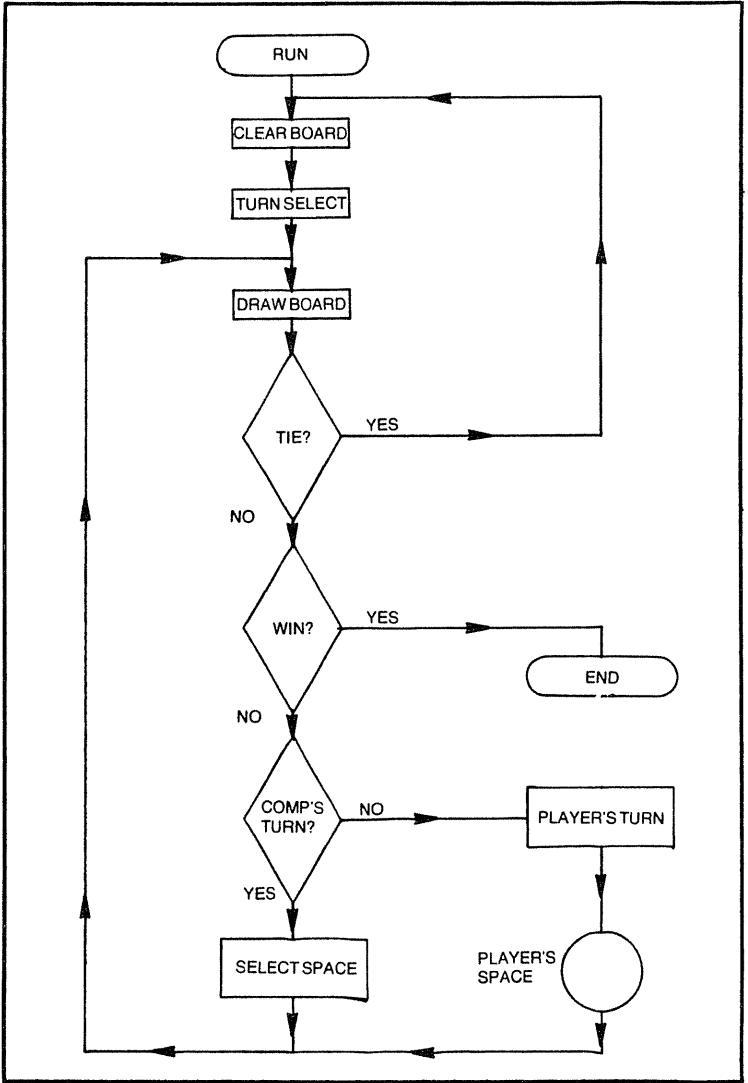 RUN
CLEAR BOARD
TURN SELECT
DRAW BOARD
TIE?
YES
NO
WIN?
YES
END
NO
COMP'S
TURN?
NO
PLAYER'S TURN
YES
SELECT SPACE
PLAYER'S
SPACE